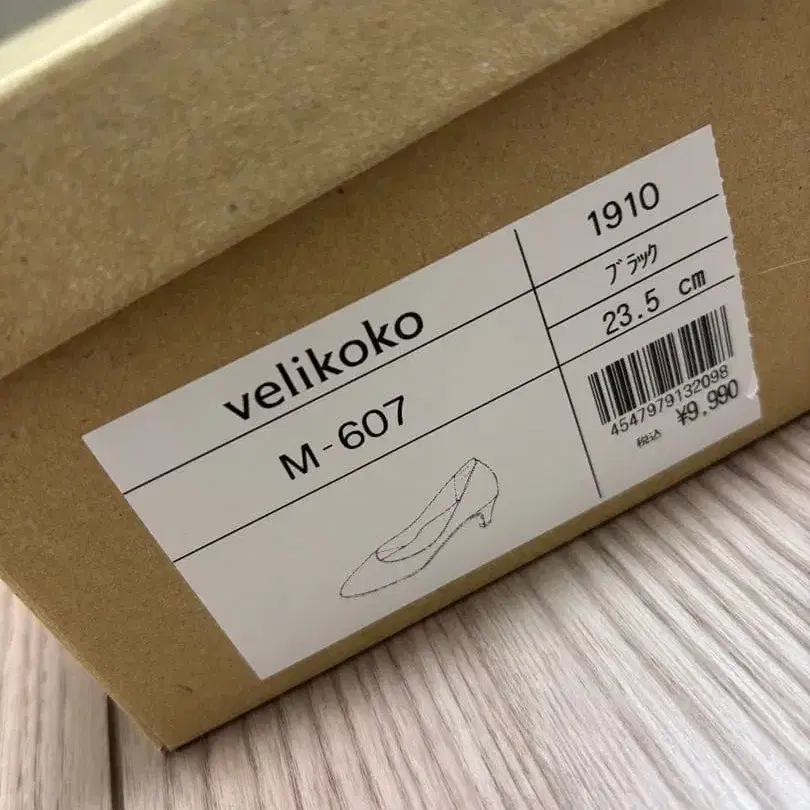 velikoko
M-607
1910
ﾌﾞﾗｯｸ
23.5 cm
4547979132098
税込 ¥9,990